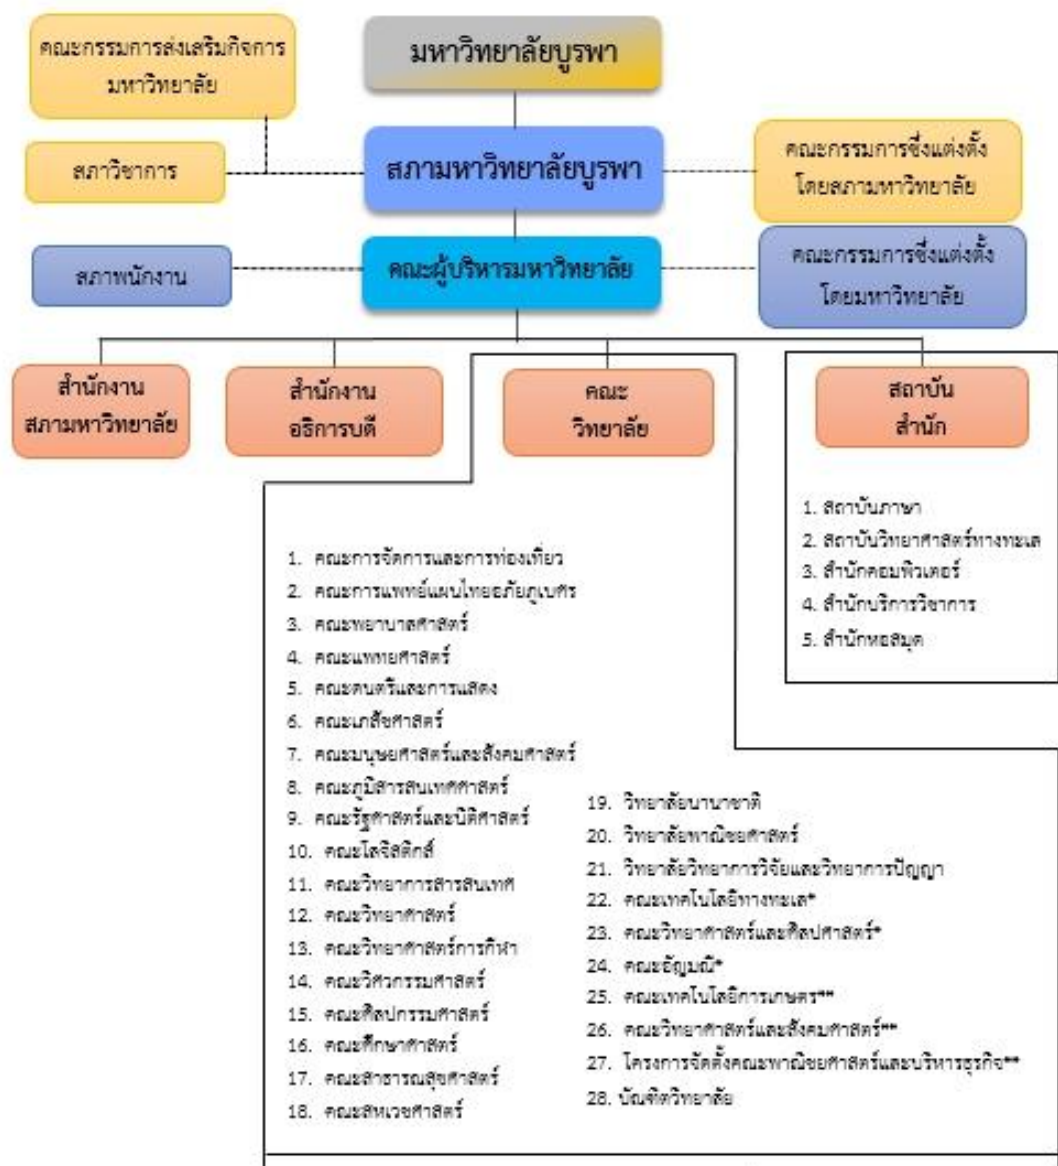 คณะกรรมการส่งเสริมกิจการ
มหาวิทยาลัย
มหาวิทยาลัยบูรพา
สภาวิชาการ
สภามหาวิทยาลัยบูรพา
คณะกรรมการซึ่งแต่งตั้ง
โดยสภามหาวิทยาลัย
สภาพนักงาน
คณะผู้บริหารมหาวิทยาลัย
คณะกรรมการซึ่งแต่งตั้ง
โดยมหาวิทยาลัย
สำนักงาน
สภามหาวิทยาลัย
สำนักงาน
อธิการบดี
คณะ
วิทยาลัย
สถาบัน
สำนัก
1. สถาบันภาษา
2. สถาบันวิทยาศาสตร์ทางทะเล
3. สำนักคอมพิวเตอร์
4. สำนักบริการวิชาการ
5. สำนักหอสมุด
1. คณะการจัดการและการท่องเที่ยว
2. คณะการแพทย์แผนไทยอภัยภูเบศร
3. คณะพยาบาลศาสตร์
4. คณะแพทยศาสตร์
5. คณะดนตรีและการแสดง
6. คณะเภสัชศาสตร์
7. คณะมนุษยศาสตร์และสังคมศาสตร์
8. คณะภูมิสารสนเทศศาสตร์
9. คณะรัฐศาสตร์และนิติศาสตร์
10. คณะโลจิสติกส์
11. คณะวิทยาการสารสนเทศ
12. คณะวิทยาศาสตร์
13. คณะวิทยาศาสตร์การกีฬา
14. คณะวิศวกรรมศาสตร์
15. คณะศิลปกรรมศาสตร์
16. คณะศึกษาศาสตร์
17. คณะสาธารณสุขศาสตร์
18. คณะสหเวชศาสตร์
19. วิทยาลัยนานาชาติ
20. วิทยาลัยพาณิชยศาสตร์
21. วิทยาลัยวิทยาการวิจัยและวิทยาการปัญญา
22. คณะเทคโนโลยีทางทะเล*
23. คณะวิทยาศาสตร์และศิลปศาสตร์*
24. คณะอัญมณี*
25. คณะเทคโนโลยีการเกษตร**
26. คณะวิทยาศาสตร์และสังคมศาสตร์**
27. โครงการจัดตั้งคณะพาณิชยศาสตร์และบริหารธุรกิจ**
28. บัณฑิตวิทยาลัย